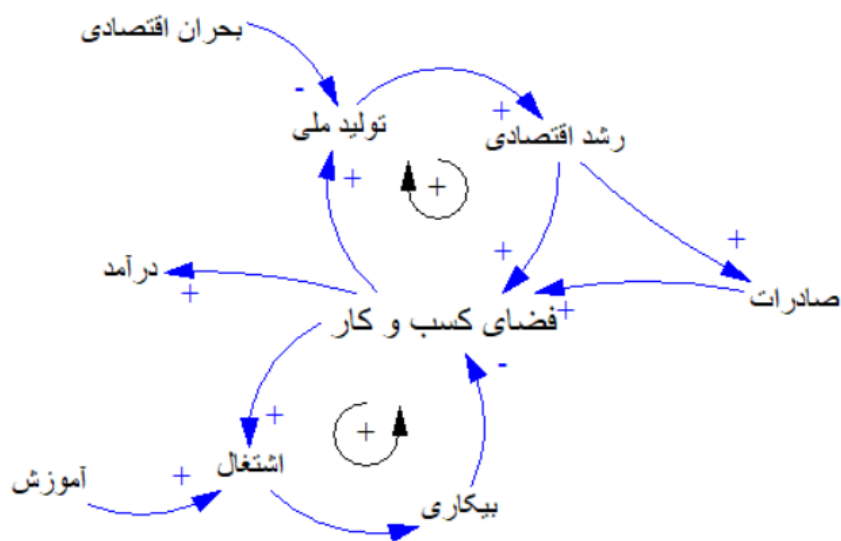 بحران اقتصادی
-
تولید ملی
+
رشد اقتصادی
+
+
+
+
درآمد
+
صادرات
+
فضای کسب و کار
-
+
+
اشتغال
+
آموزش
بیکاری